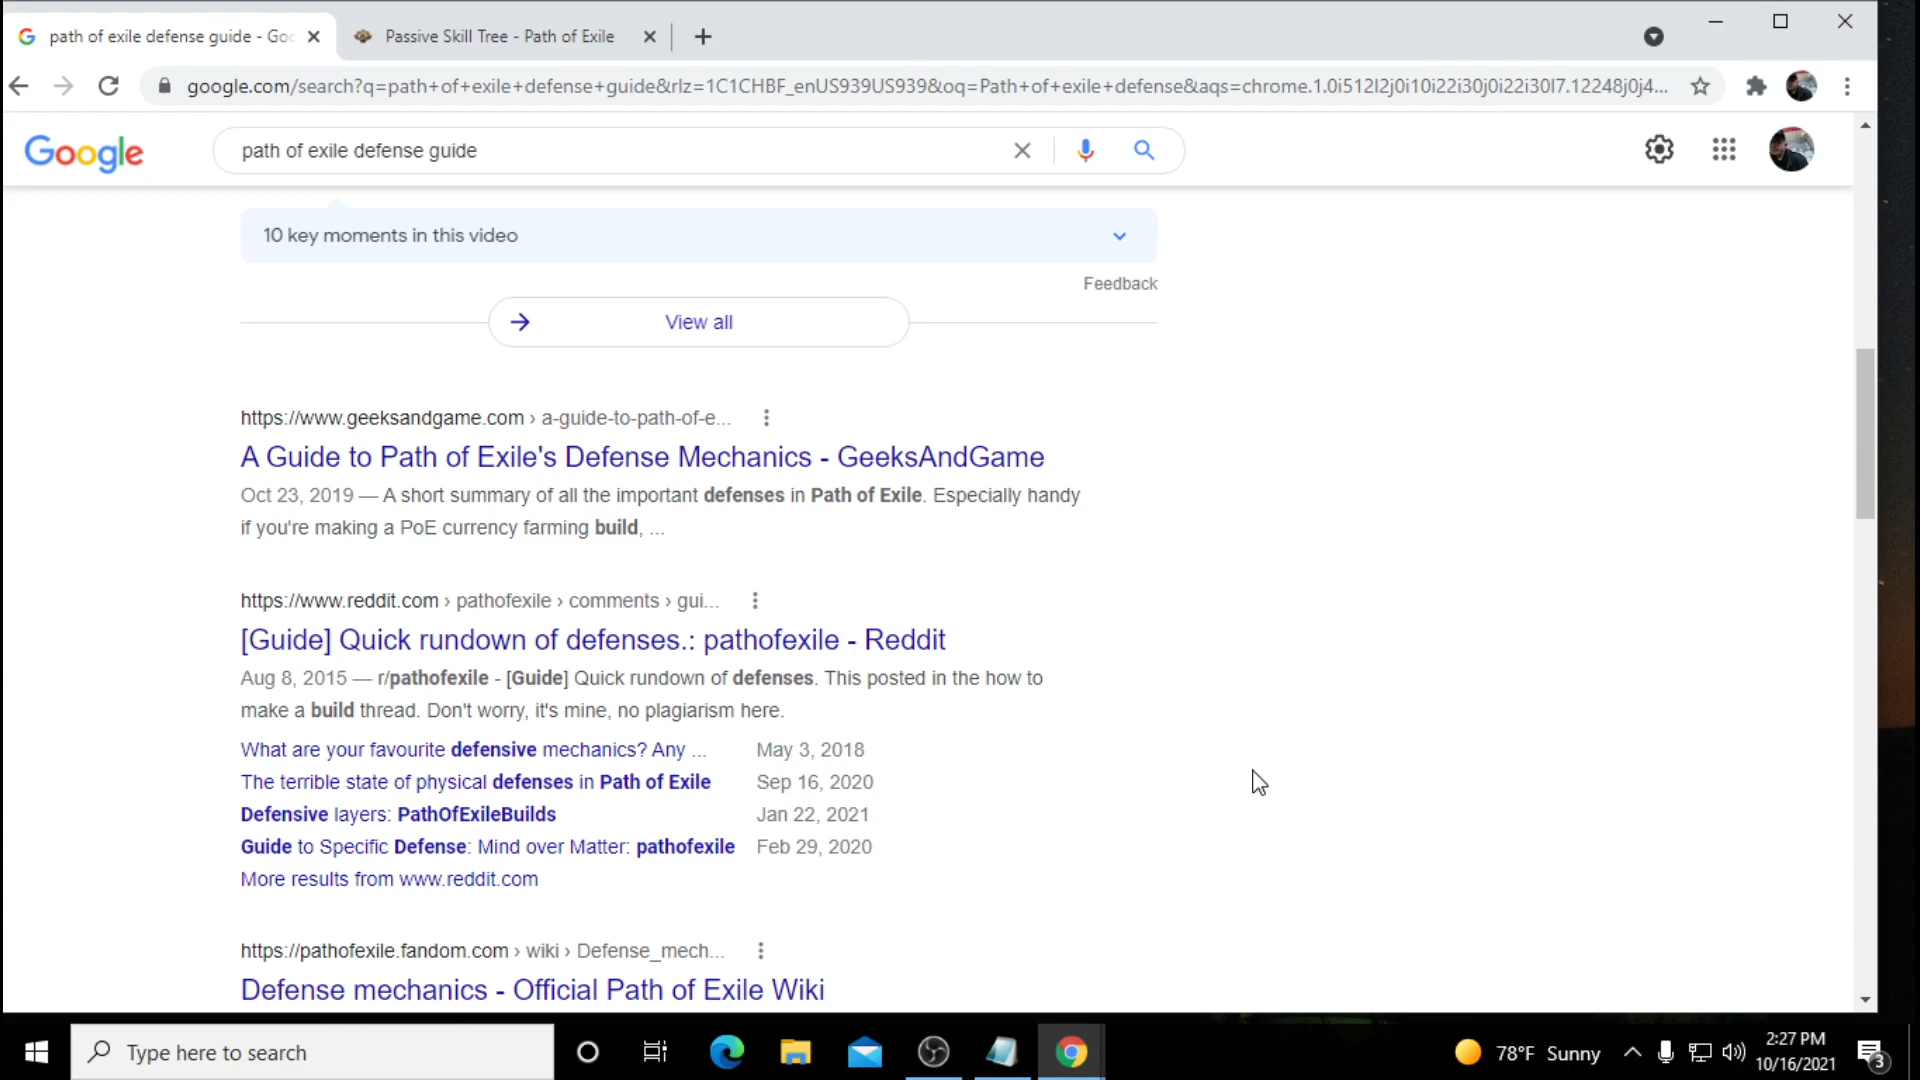 path of exile defense guide - Goo
Passive Skill Tree - Path of Exile
google.com/search?q=path+of+exile+defense+guide&rlz=1C1CHBF_enUS939US939&oq=Path+of+exile+defense&aqs=chrome.1.0i512l2j0i10i22i30j0i22i30l7.12248j0j4...
Google
path of exile defense guide
10 key moments in this video
Feedback
View all
https://www.geeksandgame.com › a-guide-to-path-of-e...
A Guide to Path of Exile's Defense Mechanics - GeeksAndGame
Oct 23, 2019 — A short summary of all the important defenses in Path of Exile. Especially handy
if you're making a PoE currency farming build, ...
https://www.reddit.com › pathofexile › comments › gui...
[Guide] Quick rundown of defenses.: pathofexile - Reddit
Aug 8, 2015 — r/pathofexile - [Guide] Quick rundown of defenses. This posted in the how to
make a build thread. Don't worry, it's mine, no plagiarism here.
What are your favourite defensive mechanics? Any ... May 3, 2018
The terrible state of physical defenses in Path of Exile Sep 16, 2020
Defensive layers: PathOfExileBuilds Jan 22, 2021
Guide to Specific Defense: Mind over Matter: pathofexile Feb 29, 2020
More results from www.reddit.com
https://pathofexile.fandom.com › wiki › Defense_mech...
Defense mechanics - Official Path of Exile Wiki
Type here to search
78°F Sunny
2:27 PM
10/16/2021
3